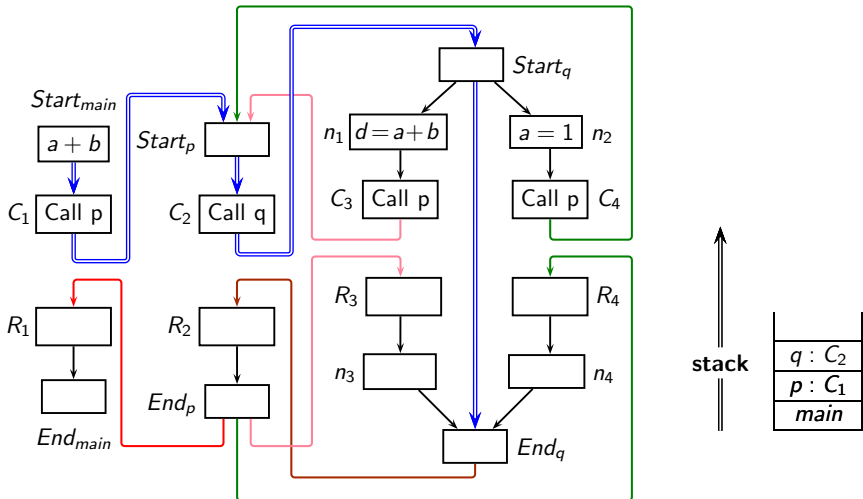 Start_q
Start_main
a + b
Start_p
n_1
d = a+b
a = 1
n_2
C_1
Call p
C_2
Call q
C_3
Call p
Call p
C_4
R_1
R_2
R_3
R_4
n_3
n_4
End_main
End_p
End_q
stack
q : C_2
p : C_1
main